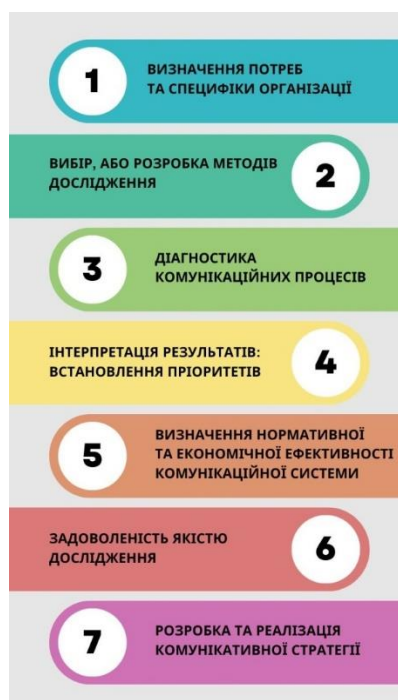 1
ВИЗНАЧЕННЯ ПОТРЕБ
ТА СПЕЦИФІКИ ОРГАНІЗАЦІЇ
ВИБІР, АБО РОЗРОБКА МЕТОДІВ
ДОСЛІДЖЕННЯ
2
3
ДІАГНОСТИКА
КОМУНІКАЦІЙНИХ ПРОЦЕСІВ
ІНТЕРПРЕТАЦІЯ РЕЗУЛЬТАТІВ:
ВСТАНОВЛЕННЯ ПРІОРИТЕТІВ
4
5
ВИЗНАЧЕННЯ НОРМАТИВНОЇ
ТА ЕКОНОМІЧНОЇ ЕФЕКТИВНОСТІ
КОМУНІКАЦІЙНОЇ СИСТЕМИ
ЗАДОВОЛЕНІСТЬ ЯКІСТЮ
ДОСЛІДЖЕННЯ
6
7
РОЗРОБКА ТА РЕАЛІЗАЦІЯ
КОМУНІКАТИВНОЇ СТРАТЕГІЇ